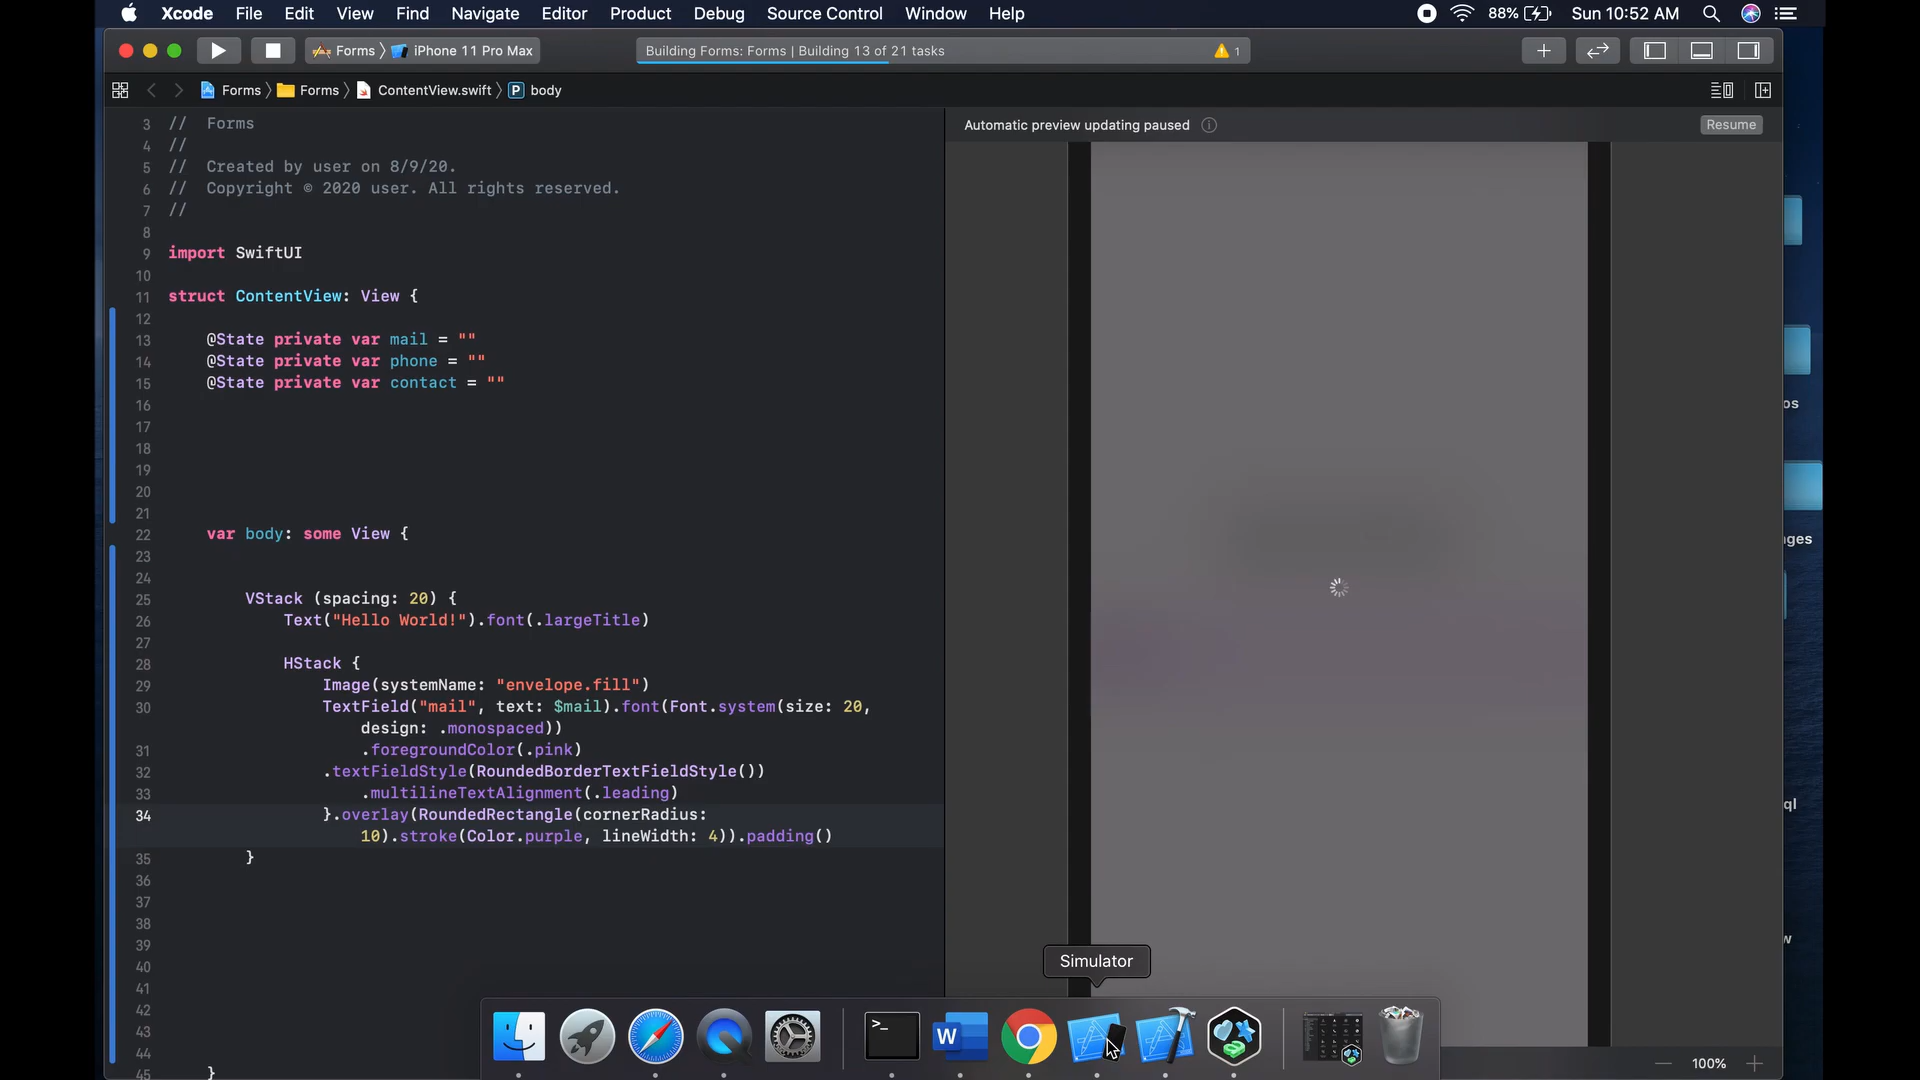 Xcode File Edit View Find Navigate Editor Product Debug Source Control Window Help 88% Sun 10:52 AM
Forms iPhone 11 Pro Max Building Forms: Forms | Building 13 of 21 tasks 1
Forms Forms ContentView.swift P body
Automatic preview updating paused Resume
3 // Forms
4 //
5 // Created by user on 8/9/20.
6 // Copyright © 2020 user. All rights reserved.
7 //
8
9 import SwiftUI
10
11 struct ContentView: View {
12
13 @State private var mail = ""
14 @State private var phone = ""
15 @State private var contact = ""
16
17
18
19
20
21
22 var body: some View {
23
24
25 VStack (spacing: 20) {
26 Text("Hello World!").font(.largeTitle)
27
28 HStack {
29 Image(systemName: "envelope.fill")
30 TextField("mail", text: $mail).font(Font.system(size: 20,
design: .monospaced))
31 .foregroundColor(.pink)
32 .textFieldStyle(RoundedBorderTextFieldStyle())
33 .multilineTextAlignment(.leading)
34 }.overlay(RoundedRectangle(cornerRadius:
10).stroke(Color.purple, lineWidth: 4)).padding()
35 }
36
37
38
39
40
41
42
43
44
45 }
os
ges
ql
w
Simulator
>_
W
100%